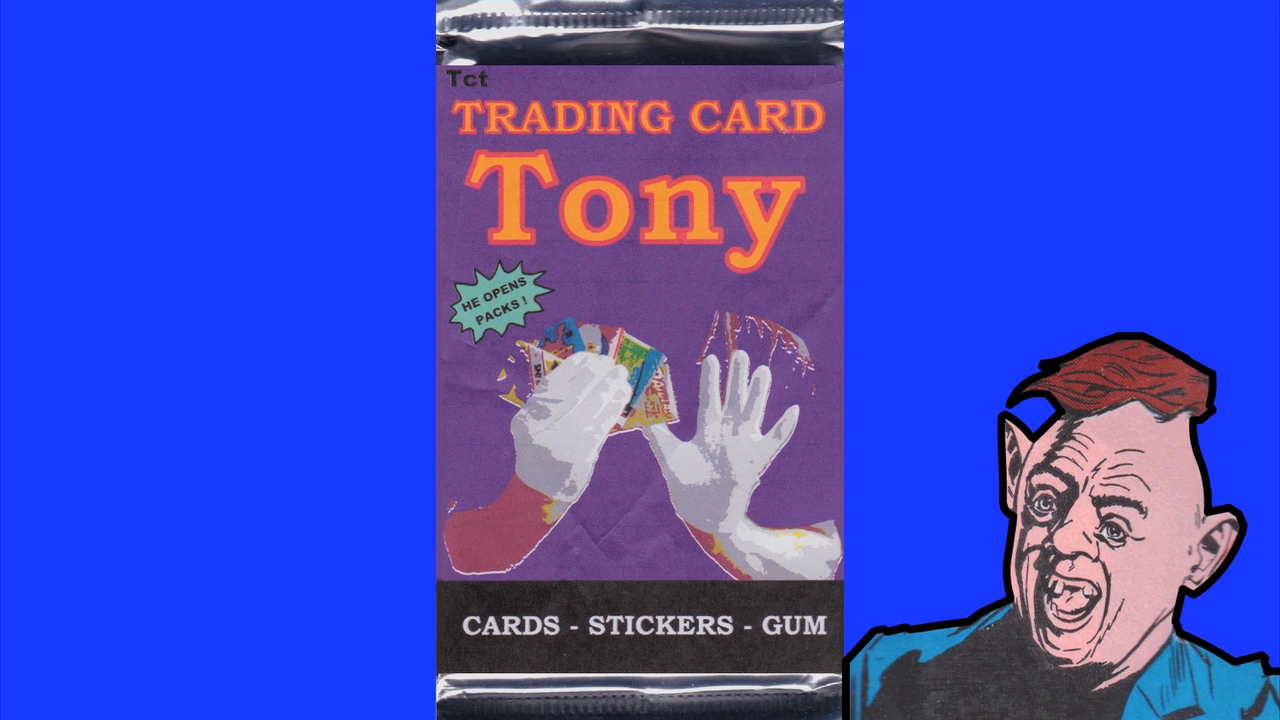 Tct
TRADING CARD
Tony
HE OPENS
PACKS!
CARDS - STICKERS - GUM